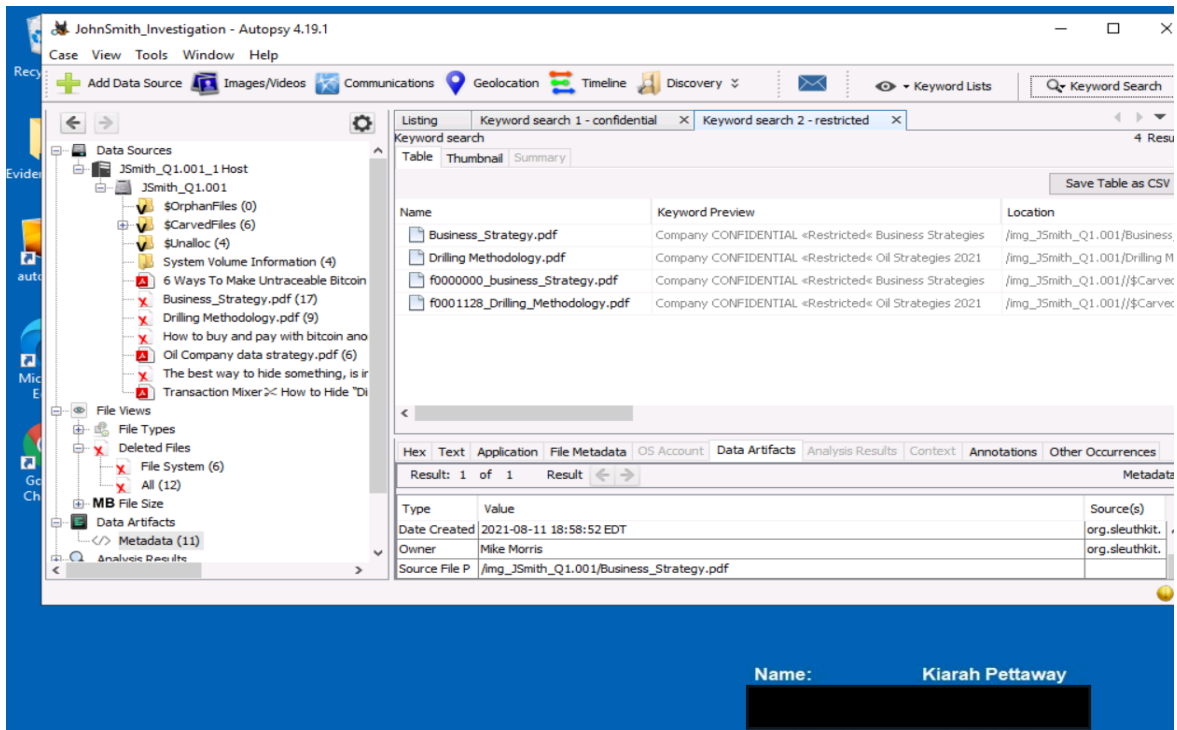 JohnSmith_Investigation - Autopsy 4.19.1
Case View Tools Window Help
Add Data Source Images/Videos Communications Geolocation Timeline Discovery Keyword Lists Keyword Search
Recy
Eviden
auto
Mic
E
Go
Ch
Data Sources
JSmith_Q1.001_1 Host
JSmith_Q1.001
$OrphanFiles (0)
$CarvedFiles (6)
$Unalloc (4)
System Volume Information (4)
6 Ways To Make Untraceable Bitcoin
Business_Strategy.pdf (17)
Drilling Methodology.pdf (9)
How to buy and pay with bitcoin ano
Oil Company data strategy.pdf (6)
The best way to hide something, is ir
Transaction Mixer✂ How to Hide "Di
File Views
File Types
Deleted Files
File System (6)
All (12)
MB File Size
Data Artifacts
</> Metadata (11)
Analysis Results
Listing Keyword search 1 - confidential Keyword search 2 - restricted
Keyword search 4 Resu
Table Thumbnail Summary
Save Table as CSV
Name Keyword Preview Location
Business_Strategy.pdf Company CONFIDENTIAL «Restricted« Business Strategies /img_JSmith_Q1.001/Business_
Drilling Methodology.pdf Company CONFIDENTIAL «Restricted« Oil Strategies 2021 /img_JSmith_Q1.001/Drilling M
f0000000_business_Strategy.pdf Company CONFIDENTIAL «Restricted« Business Strategies /img_JSmith_Q1.001//$Carvec
f0001128_Drilling_Methodology.pdf Company CONFIDENTIAL «Restricted« Oil Strategies 2021 /img_JSmith_Q1.001//$Carvec
Hex Text Application File Metadata OS Account Data Artifacts Analysis Results Context Annotations Other Occurrences
Result: 1 of 1 Result Metadata
Type Value Source(s)
Date Created 2021-08-11 18:58:52 EDT org.sleuthkit.
Owner Mike Morris org.sleuthkit.
Source File P /img_JSmith_Q1.001/Business_Strategy.pdf
Name: Kiarah Pettaway